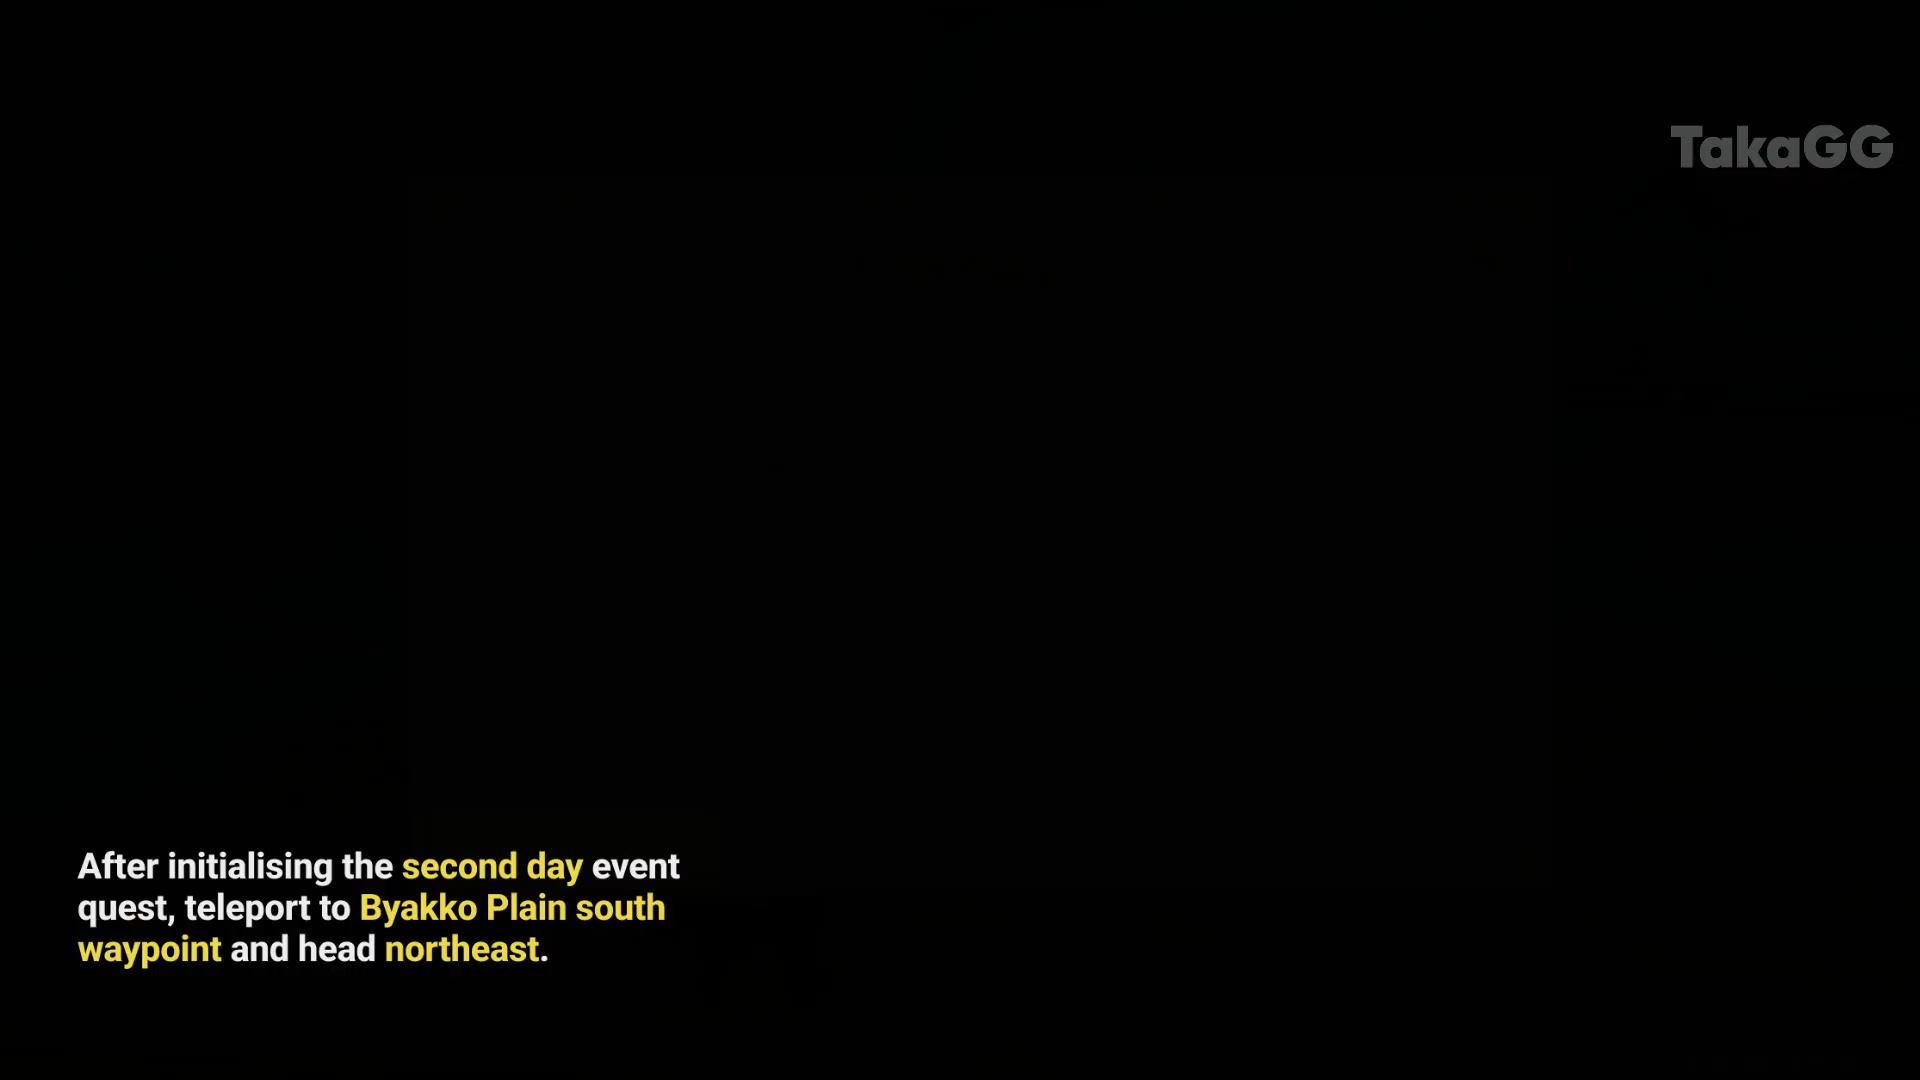 TakaGG
After initialising the second day event
quest, teleport to Byakko Plain south
waypoint and head northeast.